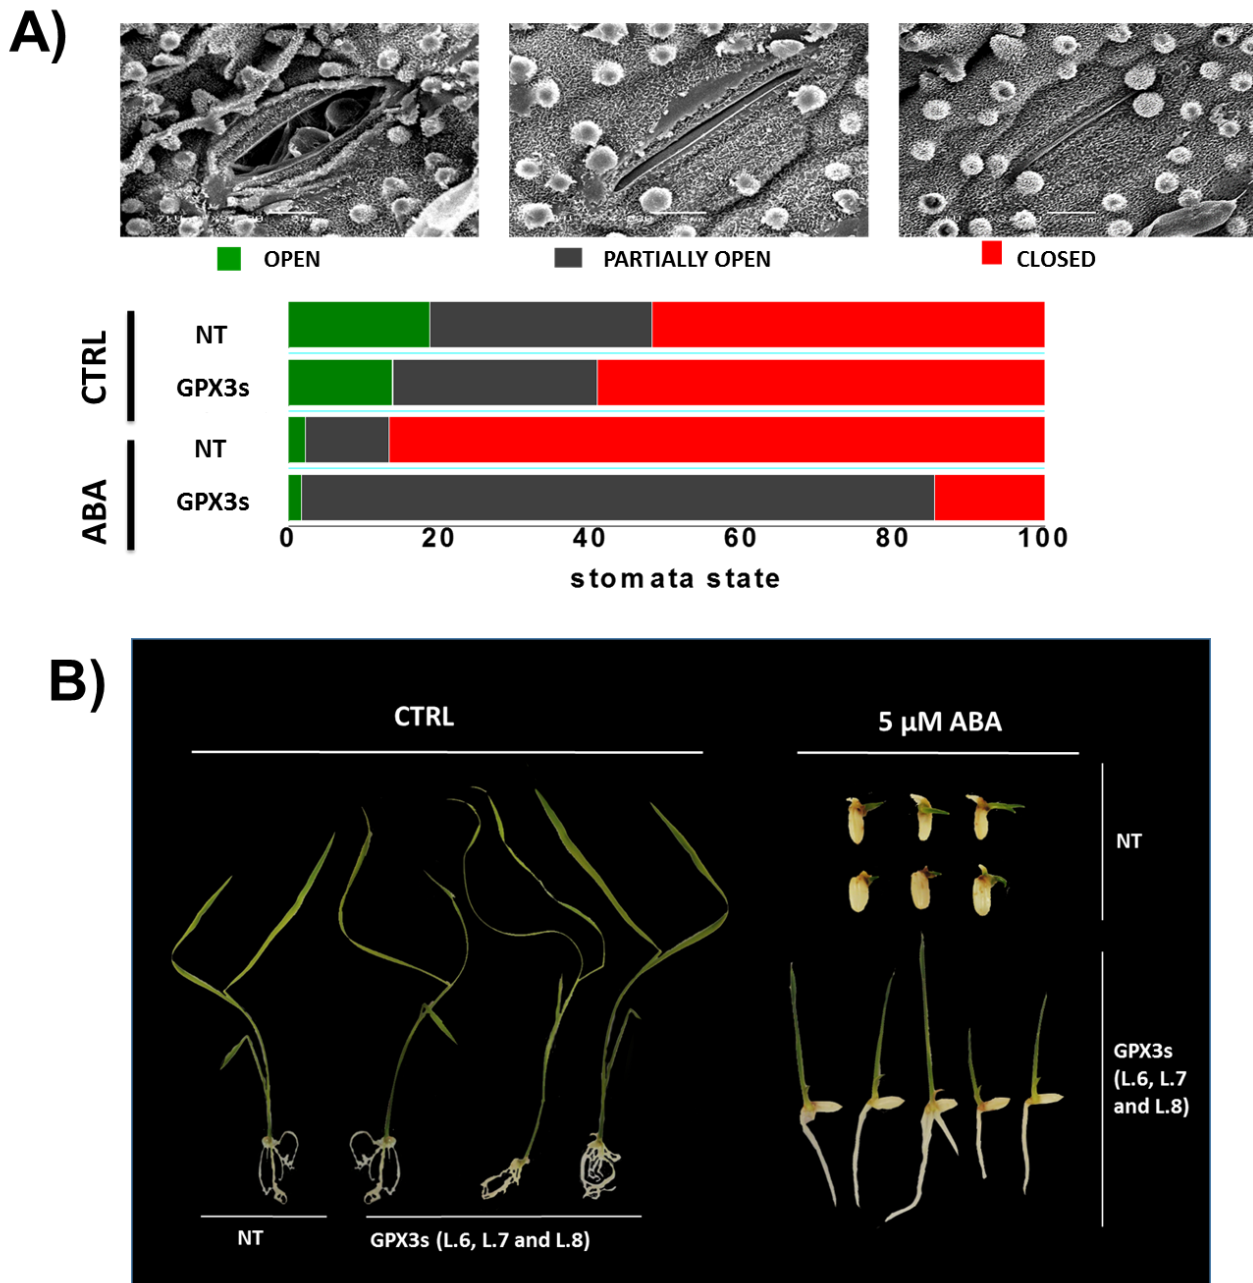 A)
OPEN
PARTIALLY OPEN
CLOSED
CTRL
NT
GPX3s
ABA
NT
GPX3s
0 20 40 60 80 100
stomata state
B)
CTRL
5 µM ABA
NT
GPX3s
(L.6, L.7
and L.8)
NT
GPX3s (L.6, L.7 and L.8)